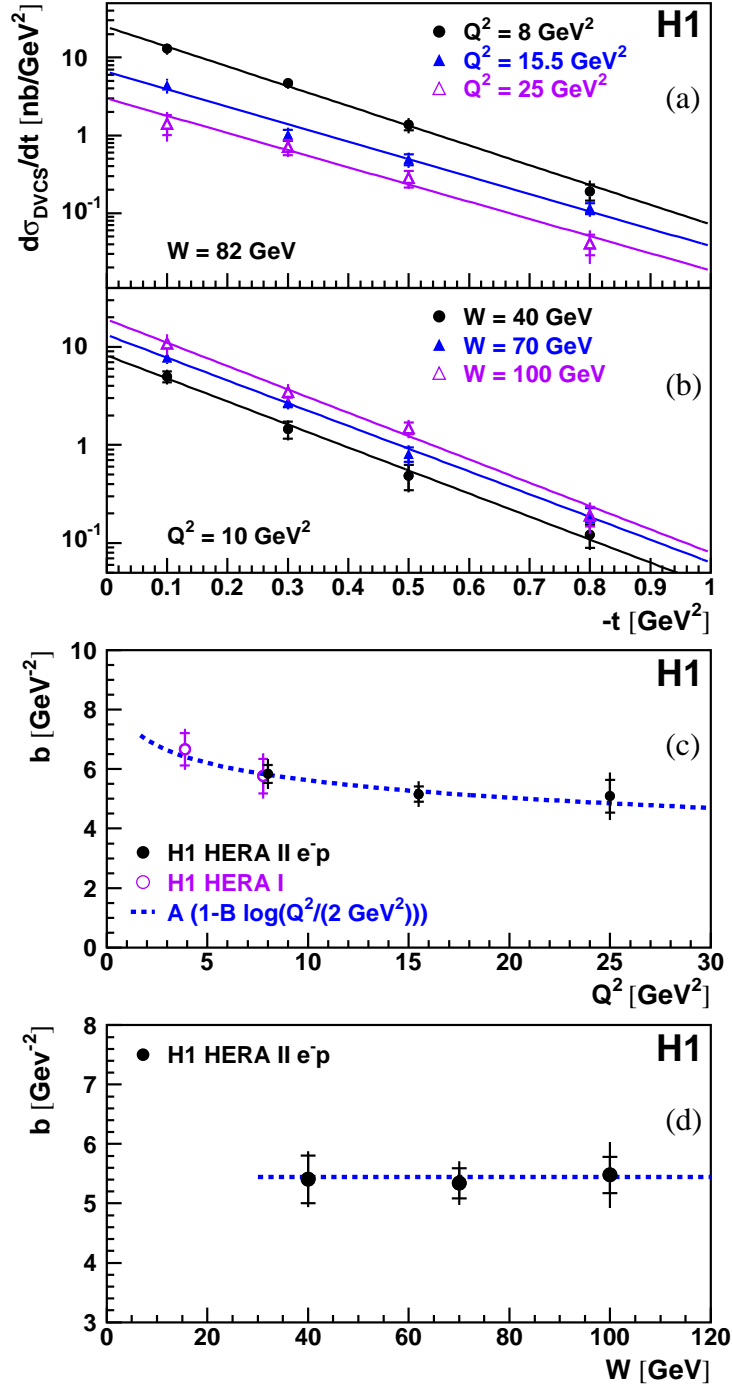 H1
Q² = 8 GeV²
Q² = 15.5 GeV²
Q² = 25 GeV²
(a)
W = 82 GeV
dσ_DVCS/dt [nb/GeV²]
10
1
10⁻¹
W = 40 GeV
W = 70 GeV
W = 100 GeV
(b)
Q² = 10 GeV²
10
1
10⁻¹
0 0.1 0.2 0.3 0.4 0.5 0.6 0.7 0.8 0.9 1
-t [GeV²]
H1
(c)
b [GeV⁻²]
10
8
6
4
2
0
H1 HERA II e⁻p
H1 HERA I
A (1-B log(Q²/(2 GeV²)))
0 5 10 15 20 25 30
Q² [GeV²]
H1
H1 HERA II e⁻p
(d)
b [Gev⁻²]
8
7
6
5
4
3
0 20 40 60 80 100 120
W [GeV]